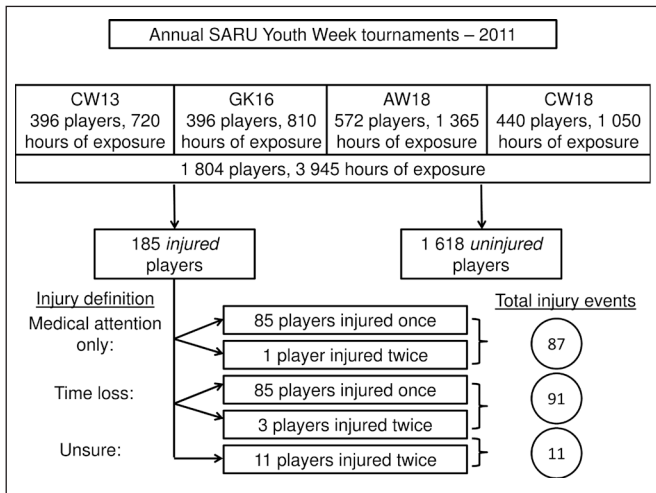 Annual SARU Youth Week tournaments – 2011
CW13
396 players, 720
hours of exposure
GK16
396 players, 810
hours of exposure
AW18
572 players, 1 365
hours of exposure
CW18
440 players, 1 050
hours of exposure
1 804 players, 3 945 hours of exposure
185 injured
players
1 618 uninjured
players
Injury definition
Total injury events
Medical attention
only:
85 players injured once
1 player injured twice
87
Time loss:
85 players injured once
3 players injured twice
91
Unsure:
11 players injured twice
11